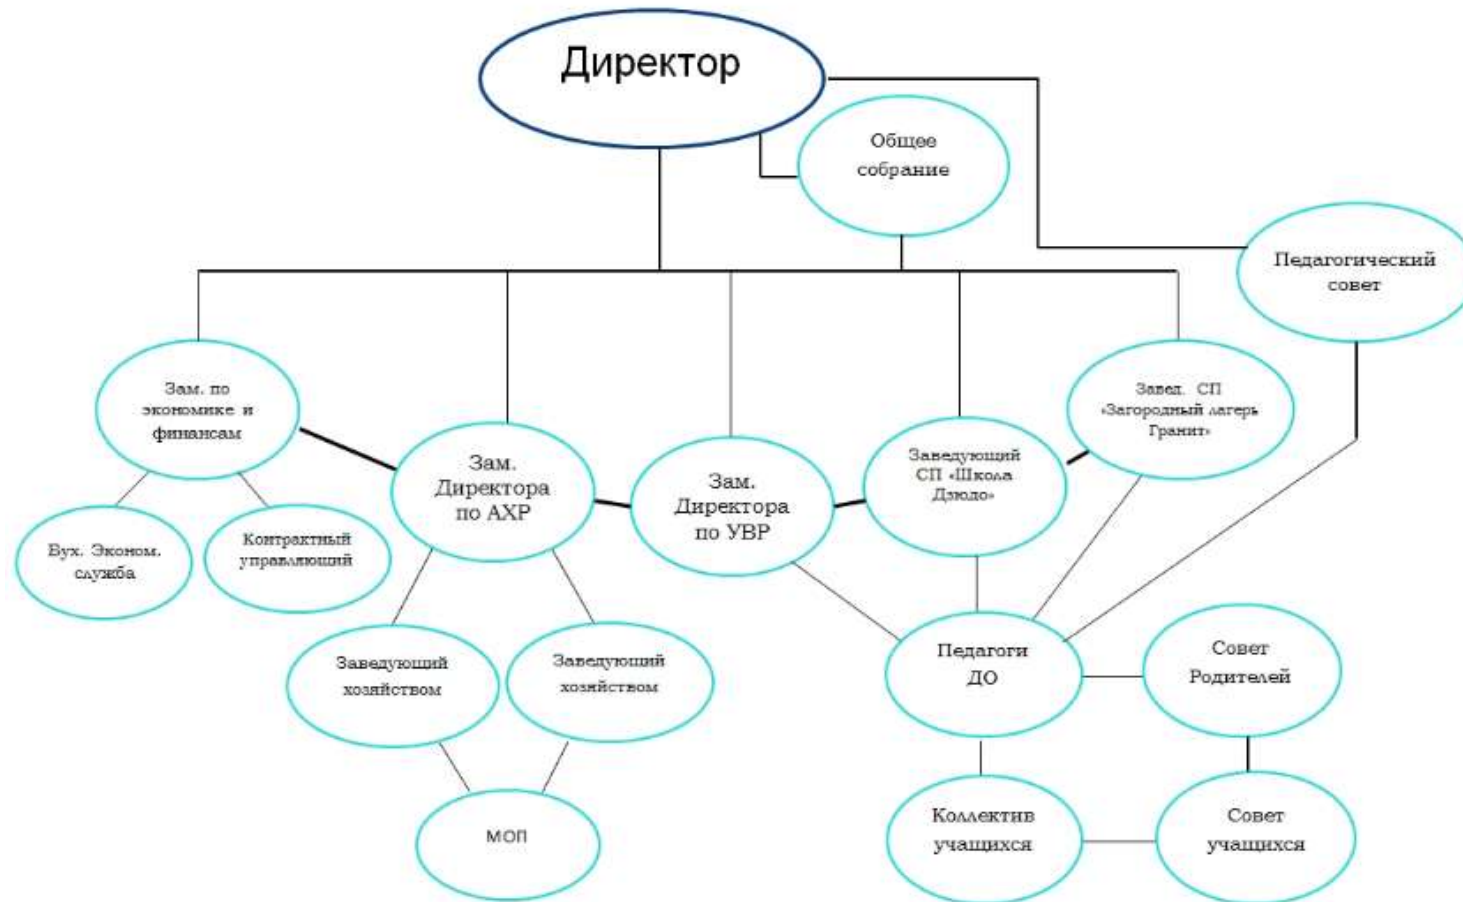 Директор
Общее
собрание
Педагогический
совет
Зам. по
экономике и
финансам
Зам.
Директора
по АХР
Зам.
Директора
по УВР
Заведующий
СП «Школа
Дзюдо»
Завед. СП
«Загородный лагерь
Гранит»
Бух. Эконом.
служба
Контрактный
управляющий
Заведующий
хозяйством
Заведующий
хозяйством
Педагоги
ДО
Совет
Родителей
МОП
Коллектив
учащихся
Совет
учащихся